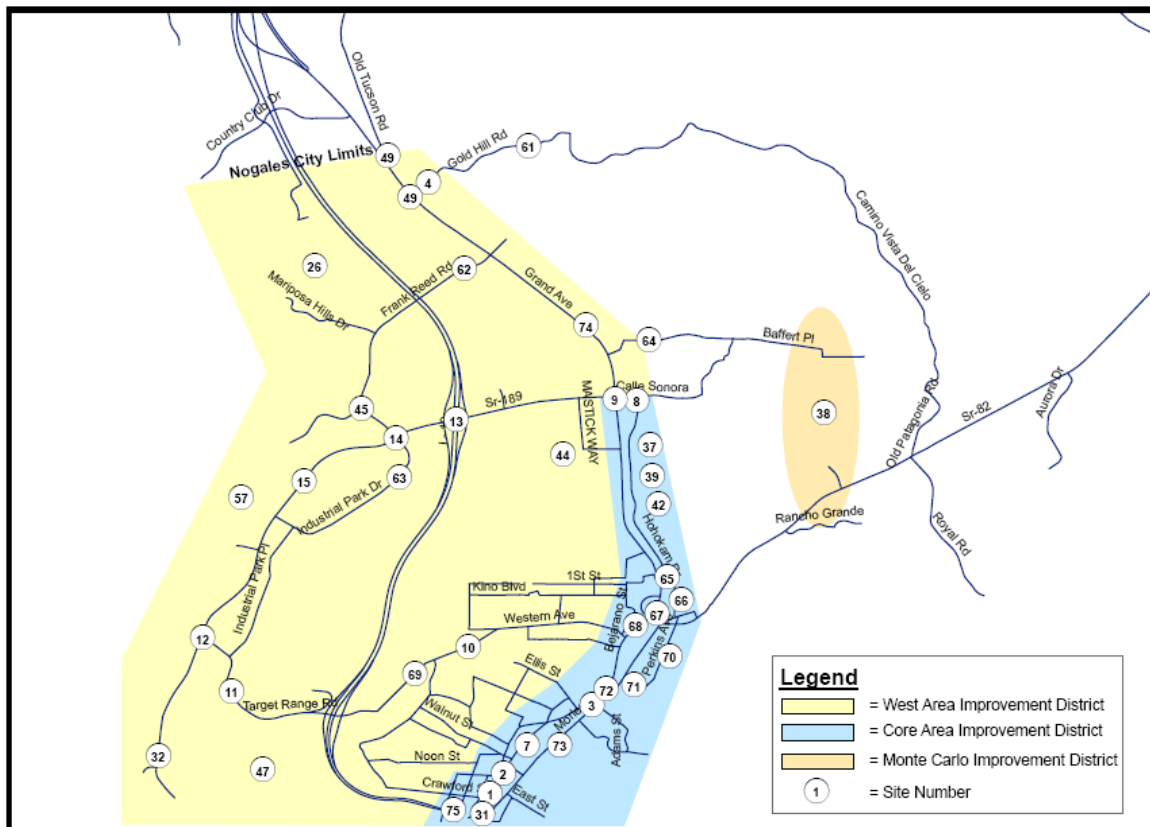 Old Tucson Rd
Country Club Dr
Nogales City Limits
49
Gold Hill Rd
61
4
49
Camino Vista Del Cielo
26
62
Frank Reed Rd
Mariposa Hills Dr
Grand Ave
74
64
Baffert Pl
Calle Sonora
MASTICK WAY
9
8
Sr-189
45
13
38
Old Patagonia Rd
Sr-82
Aurora Dr
14
44
37
39
42
15
63
57
Industrial Park Dr
Rancho Grande
Royal Rd
Hohokam
Industrial Park Pl
1St St
65
Kino Blvd
66
67
Western Ave
68
Bejarano St
12
10
Perkins Av
70
Ellis St
69
71
11
72
Target Range Rd
3
Walnut St
Adams St
7
73
32
47
Noon St
2
Crawford
1
East St
75
31
Legend
= West Area Improvement District
= Core Area Improvement District
= Monte Carlo Improvement District
1 = Site Number